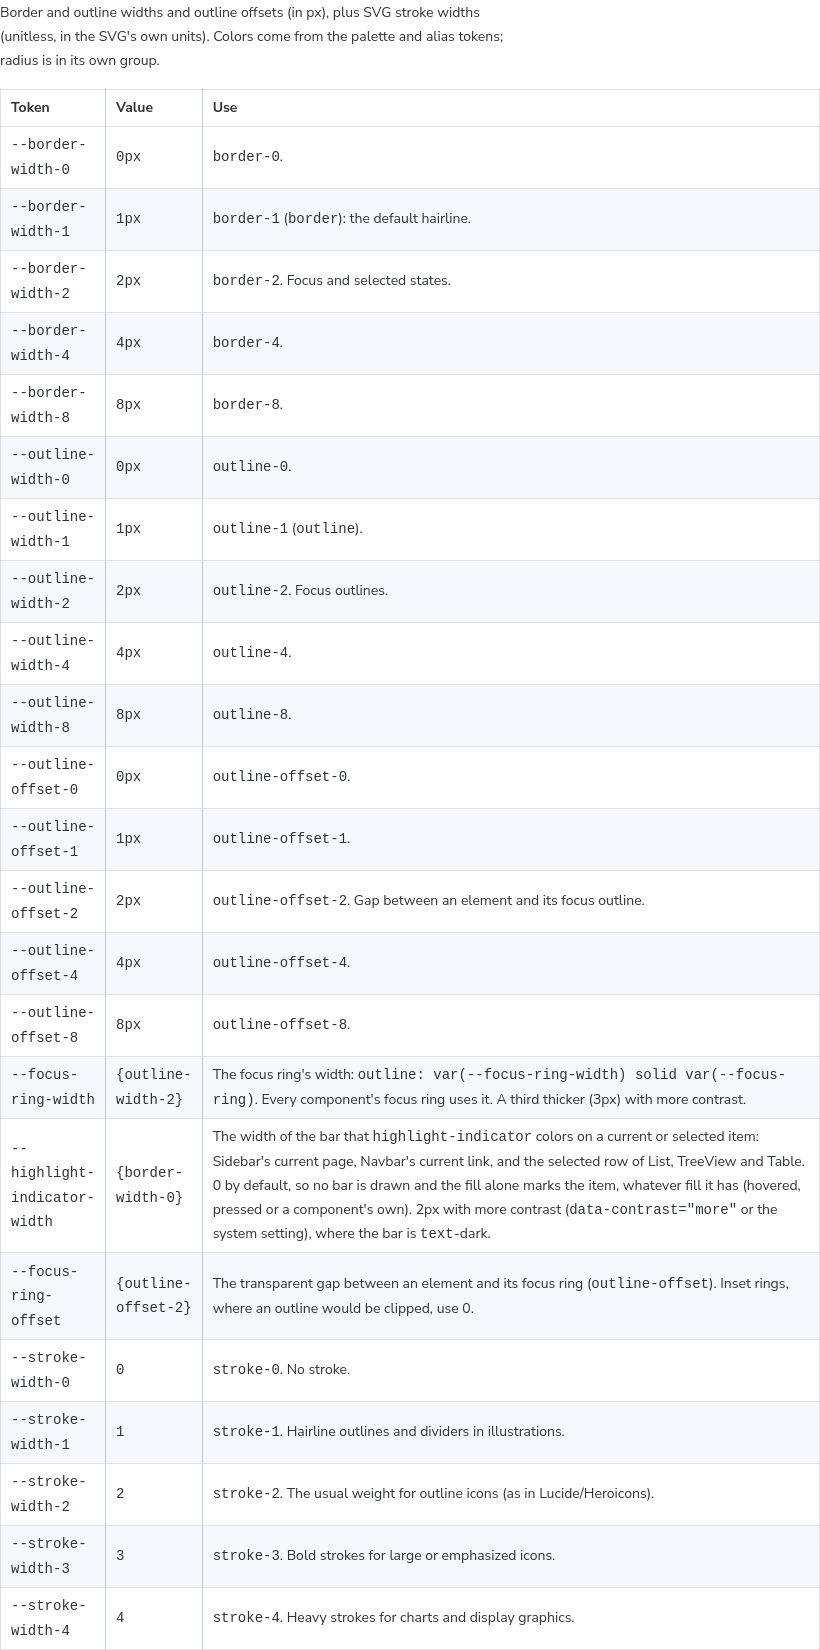 Border and outline widths and outline offsets (in px), plus SVG stroke widths
(unitless, in the SVG's own units). Colors come from the palette and alias tokens;
radius is in its own group.
Token Value Use
--border-
width-0 0px border-0.
--border-
width-1 1px border-1 (border): the default hairline.
--border-
width-2 2px border-2. Focus and selected states.
--border-
width-4 4px border-4.
--border-
width-8 8px border-8.
--outline-
width-0 0px outline-0.
--outline-
width-1 1px outline-1 (outline).
--outline-
width-2 2px outline-2. Focus outlines.
--outline-
width-4 4px outline-4.
--outline-
width-8 8px outline-8.
--outline-
offset-0 0px outline-offset-0.
--outline-
offset-1 1px outline-offset-1.
--outline-
offset-2 2px outline-offset-2. Gap between an element and its focus outline.
--outline-
offset-4 4px outline-offset-4.
--outline-
offset-8 8px outline-offset-8.
--focus-
ring-width
{outline-
width-2}
The focus ring's width: outline: var(--focus-ring-width) solid var(--focus-
ring). Every component's focus ring uses it. A third thicker (3px) with more contrast.
--
highlight-
indicator-
width
{border-
width-0}
The width of the bar that highlight-indicator colors on a current or selected item:
Sidebar's current page, Navbar's current link, and the selected row of List, TreeView and Table.
0 by default, so no bar is drawn and the fill alone marks the item, whatever fill it has (hovered,
pressed or a component's own). 2px with more contrast (data-contrast="more" or the
system setting), where the bar is text-dark.
--focus-
ring-
offset
{outline-
offset-2}
The transparent gap between an element and its focus ring (outline-offset). Inset rings,
where an outline would be clipped, use 0.
--stroke-
width-0 0 stroke-0. No stroke.
--stroke-
width-1 1 stroke-1. Hairline outlines and dividers in illustrations.
--stroke-
width-2 2 stroke-2. The usual weight for outline icons (as in Lucide/Heroicons).
--stroke-
width-3 3 stroke-3. Bold strokes for large or emphasized icons.
--stroke-
width-4 4 stroke-4. Heavy strokes for charts and display graphics.